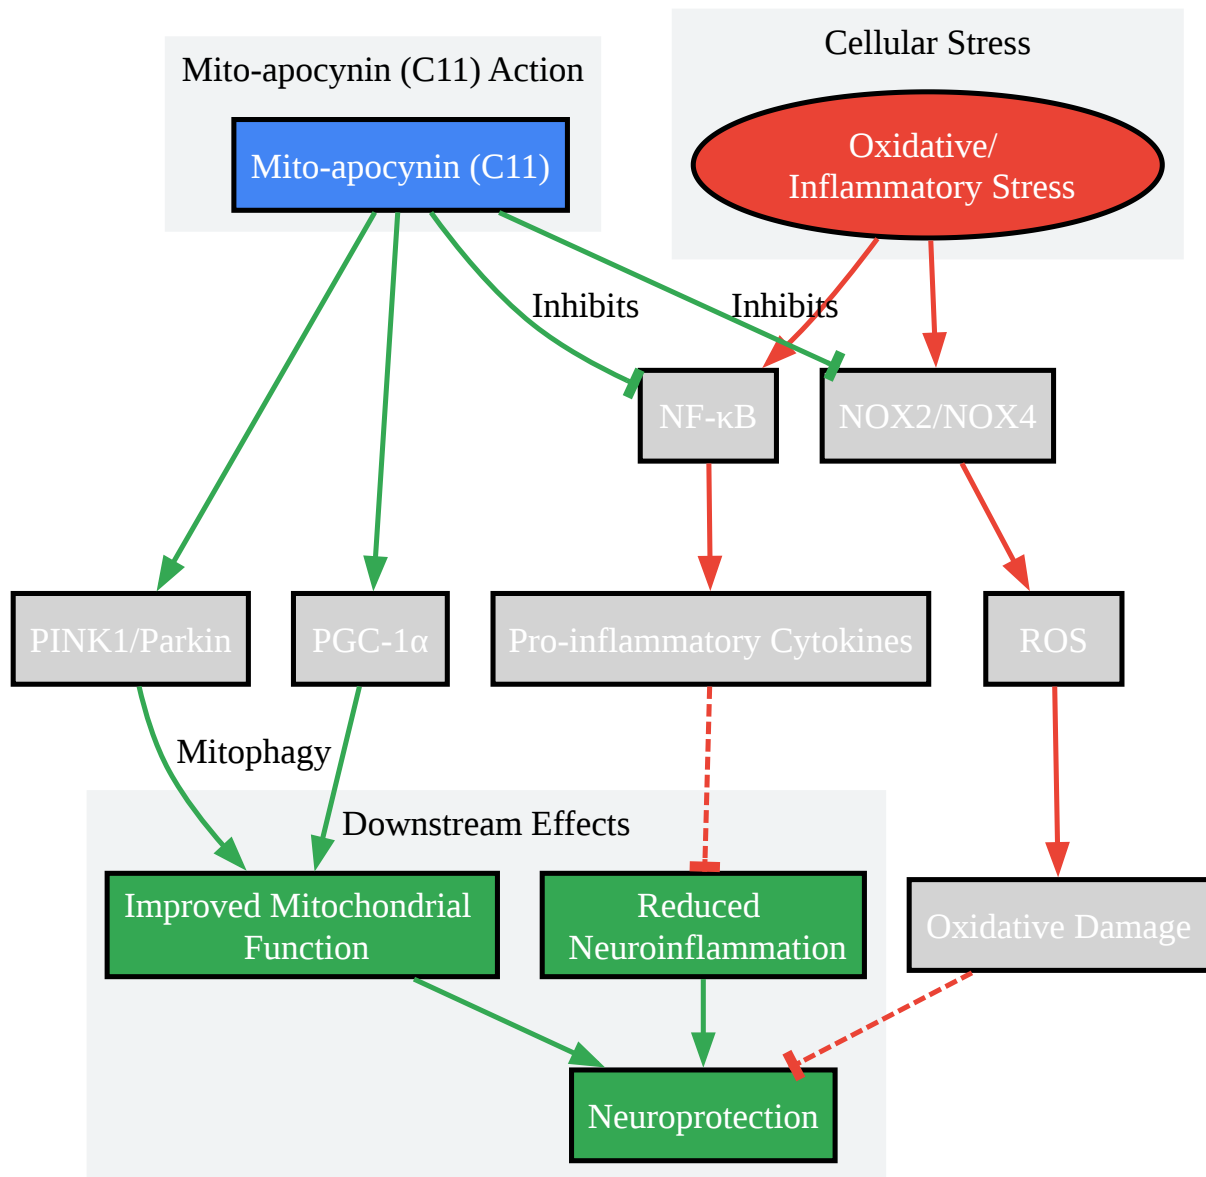 Cellular Stress
Mito-apocynin (C11) Action
Oxidative/
Inflammatory Stress
Mito-apocynin (C11)
Inhibits
Inhibits
NF-κB
NOX2/NOX4
PINK1/Parkin
PGC-1α
Pro-inflammatory Cytokines
ROS
Mitophagy
Downstream Effects
Improved Mitochondrial
Function
Reduced
Neuroinflammation
Oxidative Damage
Neuroprotection